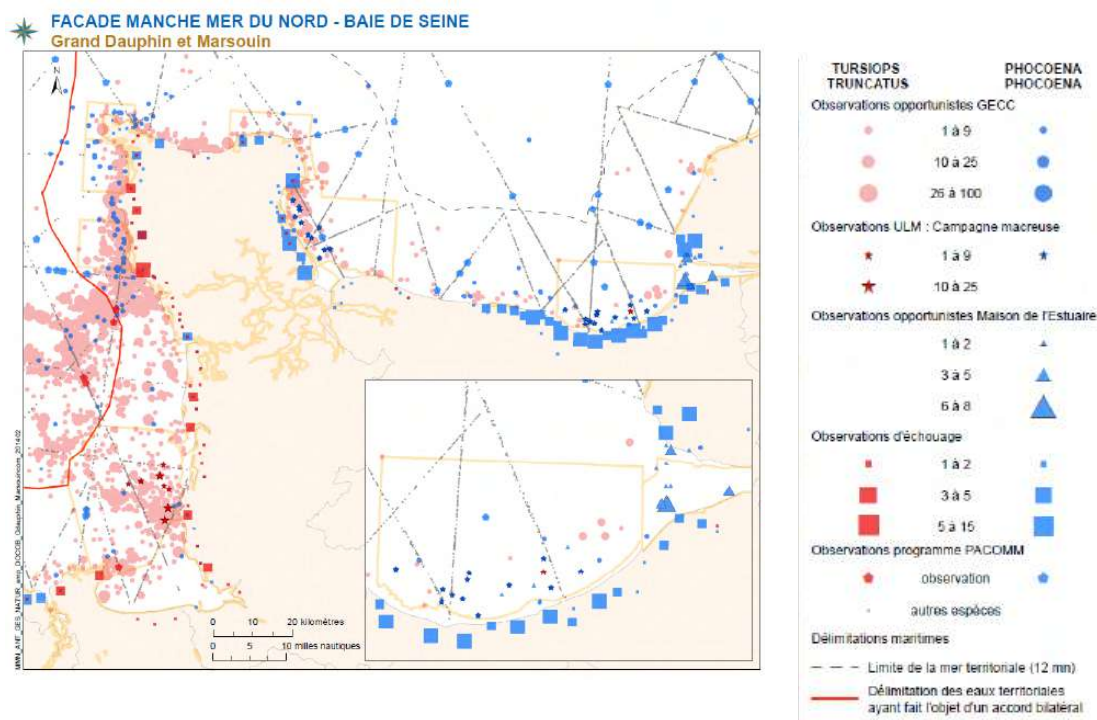 FACADE MANCHE MER DU NORD - BAIE DE SEINE
Grand Dauphin et Marsouin
N
0 10 20 kilomètres
0 5 10 milles nautiques
TURSIOPS TRUNCATUS
PHOCOENA PHOCOENA
Observations opportunistes GECC
1 à 9
10 à 25
26 à 100
Observations ULM : Campagne macreuse
1 à 9
10 à 25
Observations opportunistes Maison de l'Estuaire
1 à 2
3 à 5
6 à 8
Observations d'échouage
1 à 2
3 à 5
5 à 15
Observations programme PACOMM
observation
autres espèces
Délimitations maritimes
Limite de la mer territoriale (12 mn)
Délimitation des eaux territoriales
ayant fait l'objet d'un accord bilatéral